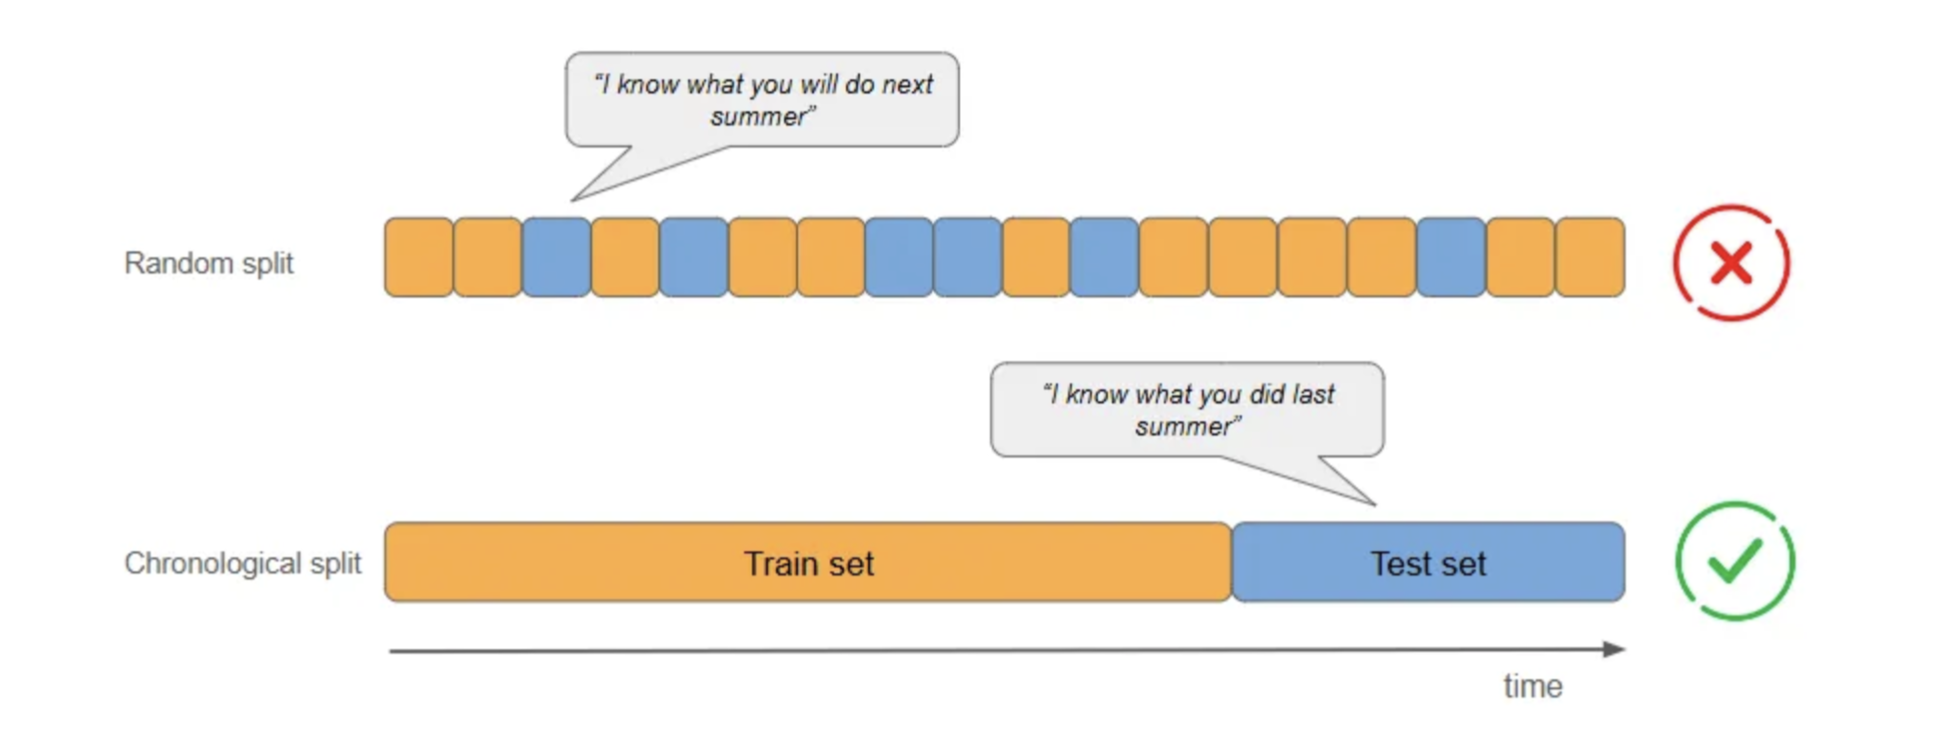 “I know what you will do next
summer”
Random split
“I know what you did last
summer”
Chronological split
Train set
Test set
time